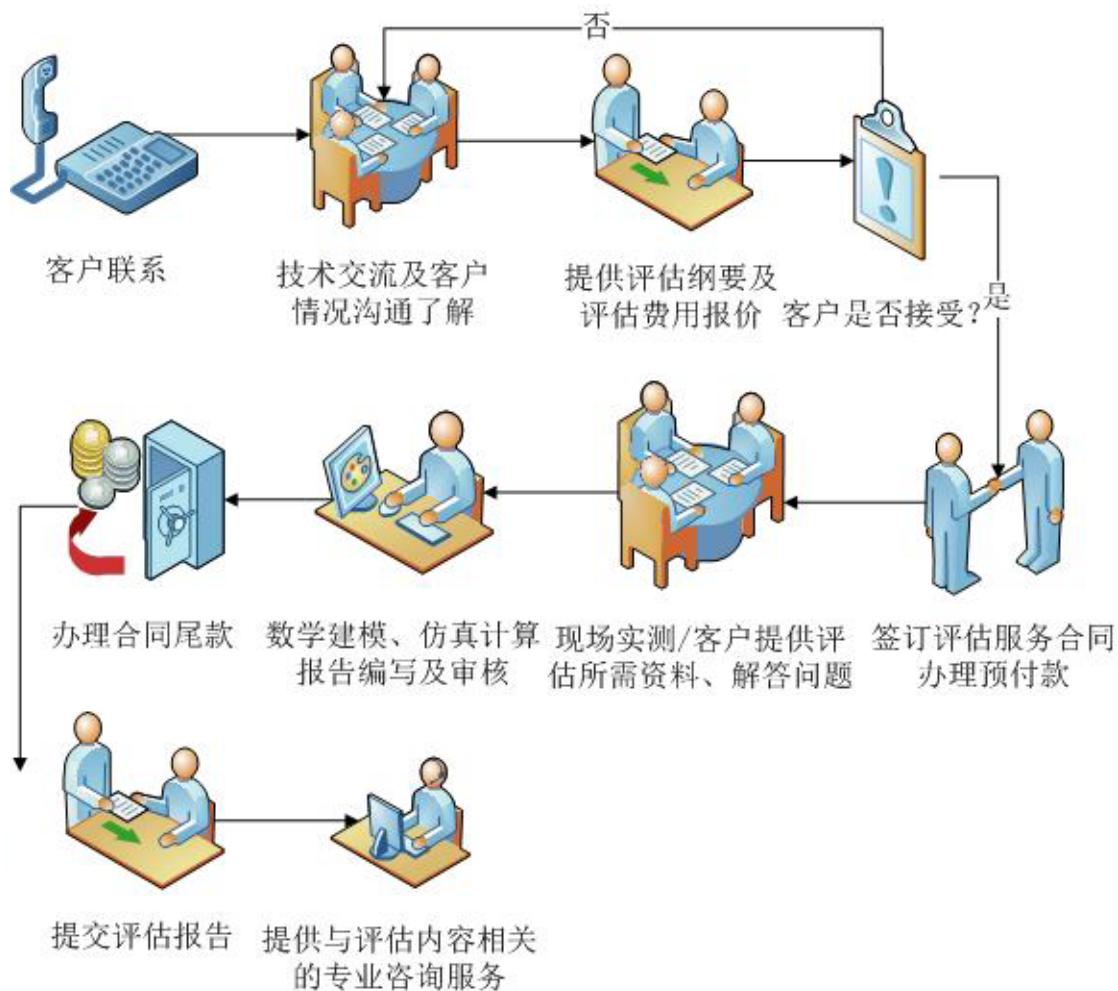 否
客户联系
技术交流及客户
情况沟通了解
提供评估纲要及
评估费用报价
客户是否接受?
是
办理合同尾款
数学建模、仿真计算
报告编写及审核
现场实测/客户提供评
估所需资料、解答问题
签订评估服务合同
办理预付款
提交评估报告
提供与评估内容相关
的专业咨询服务